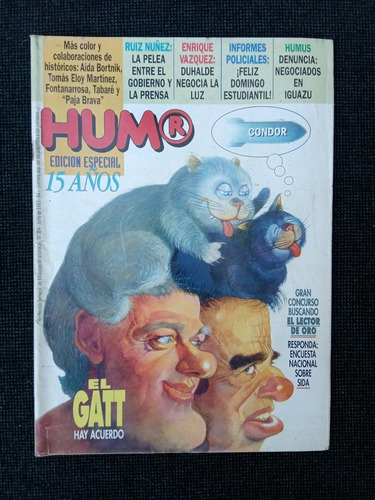 Más color y
colaboraciones de
históricos: Aída Bortnik,
Tomás Eloy Martínez,
Fontanarrosa, Tabaré y
"Paja Brava"
RUIZ NUÑEZ:
LA PELEA
ENTRE EL
GOBIERNO Y
LA PRENSA
ENRIQUE
VAZQUEZ:
DUHALDE
NEGOCIA LA
LUZ
INFORMES
POLICIALES:
¡FELIZ
DOMINGO
ESTUDIANTIL!
HUMUS
DENUNCIA:
NEGOCIADOS
EN
IGUAZU
HUM®
EDICION ESPECIAL
15 AÑOS
CONDOR
GRAN
CONCURSO
BUSCANDO
EL LECTOR
DE ORO
RESPONDA:
ENCUESTA
NACIONAL
SOBRE
SIDA
EL
GATT
HAY ACUERDO